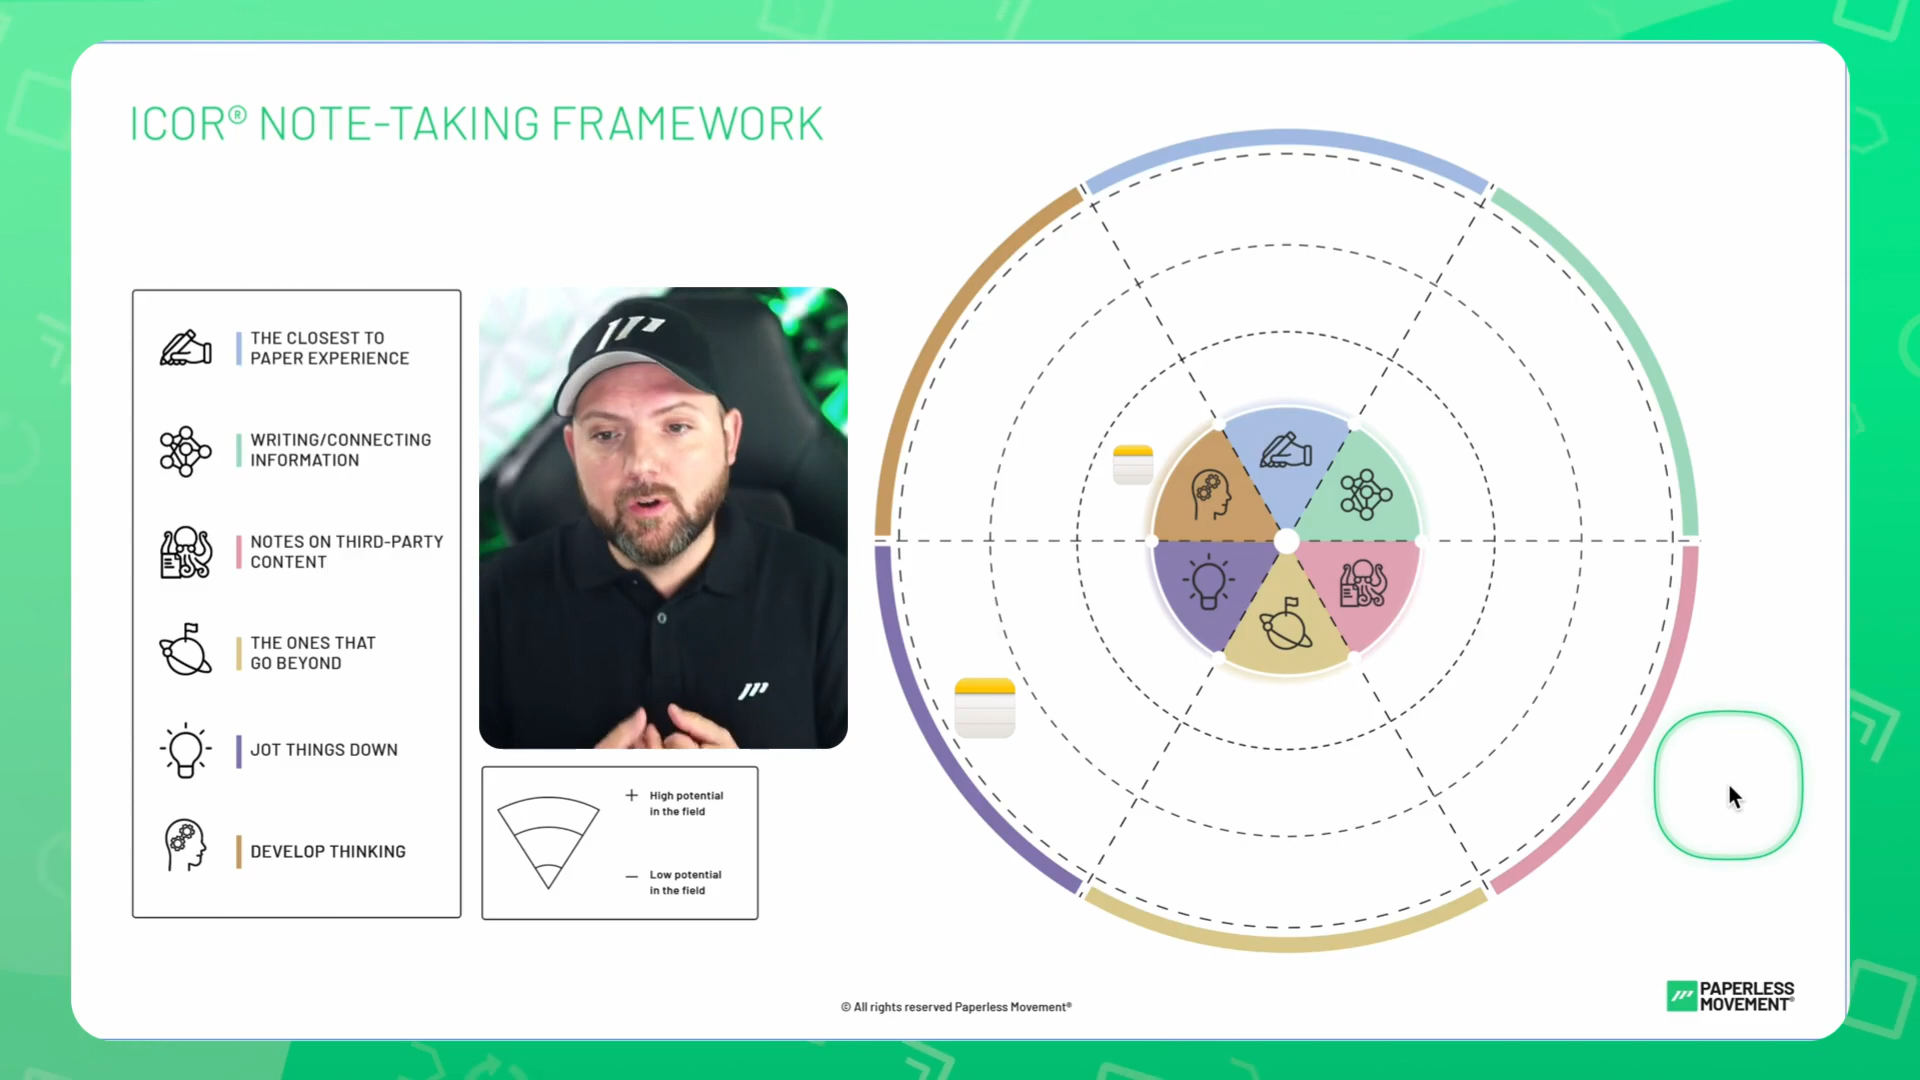 ICOR® NOTE-TAKING FRAMEWORK
THE CLOSEST TO
PAPER EXPERIENCE
WRITING/CONNECTING
INFORMATION
NOTES ON THIRD-PARTY
CONTENT
THE ONES THAT
GO BEYOND
JOT THINGS DOWN
DEVELOP THINKING
+ High potential
in the field
— Low potential
in the field
© All rights reserved Paperless Movement®
PAPERLESS
MOVEMENT®